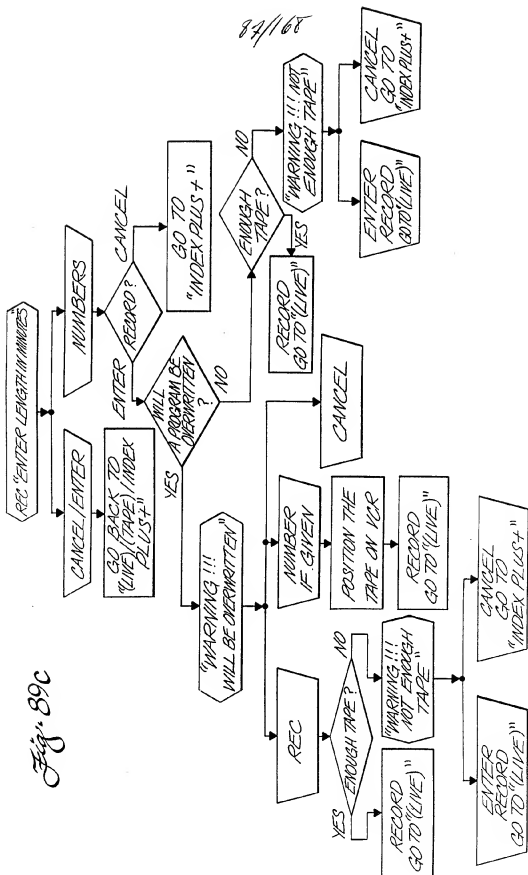 87/168
Fig. 89c
REC "ENTER LENGTH IN MINUTES"
CANCEL/ENTER
NUMBERS
GO BACK TO
"(LIVE)/(TAPE)/INDEX
PLUS+"
RECORD?
ENTER
CANCEL
GO TO
"INDEX PLUS+"
WILL
A PROGRAM BE
OVERWRITTEN
?
YES
NO
"WARNING!!!
WILL BE OVERWRITTEN"
ENOUGH
TAPE?
YES
NO
RECORD
GO TO "(LIVE)"
"WARNING!!! NOT
ENOUGH TAPE"
ENTER
RECORD
GO TO "(LIVE)"
CANCEL
GO TO
"INDEX PLUS+"
REC
NUMBER
IF GIVEN
CANCEL
ENOUGH TAPE?
YES
NO
POSITION THE
TAPE ON VCR
RECORD
GO TO "(LIVE)"
RECORD
GO TO "(LIVE)"
"WARNING!!!
NOT ENOUGH
TAPE"
ENTER
RECORD
GO TO "(LIVE)"
CANCEL
GO TO
"INDEX PLUS+"